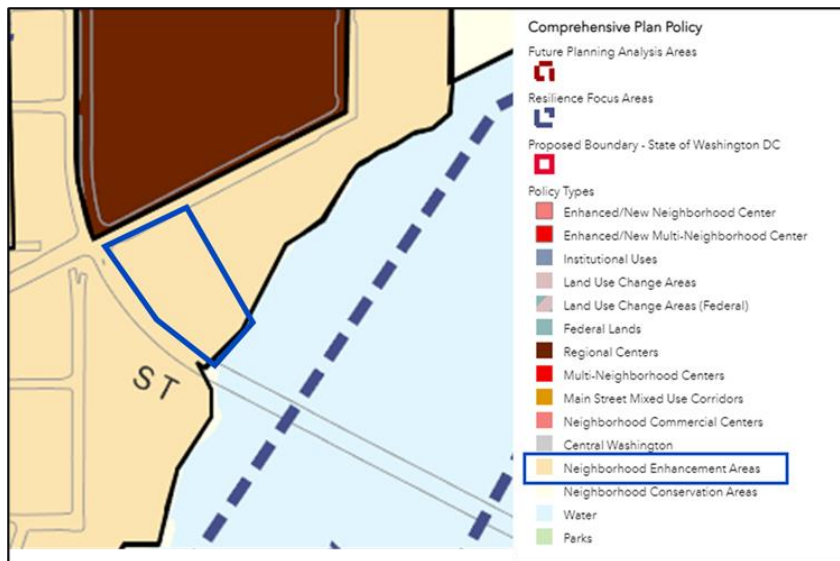 Comprehensive Plan Policy
Future Planning Analysis Areas
Resilience Focus Areas
Proposed Boundary - State of Washington DC
Policy Types
Enhanced/New Neighborhood Center
Enhanced/New Multi-Neighborhood Center
Institutional Uses
Land Use Change Areas
Land Use Change Areas (Federal)
Federal Lands
Regional Centers
Multi-Neighborhood Centers
Main Street Mixed Use Corridors
Neighborhood Commercial Centers
Central Washington
Neighborhood Enhancement Areas
Neighborhood Conservation Areas
Water
Parks
ST